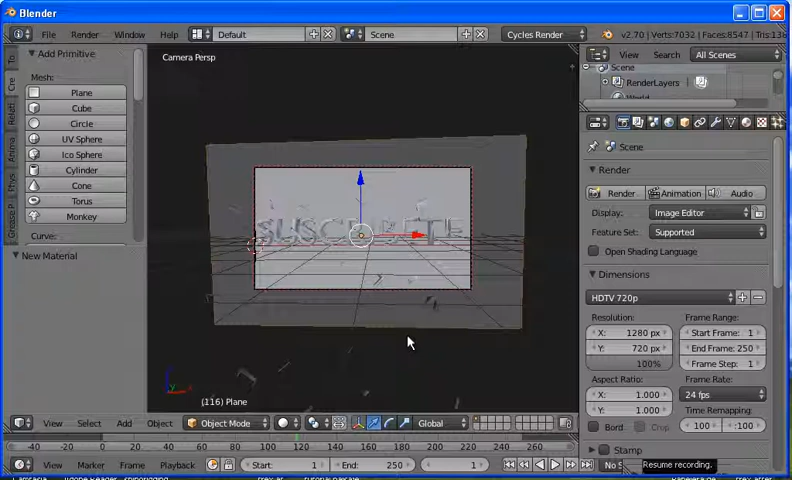 Blender
File Render Window Help Default Scene Cycles Render v2.70 | Verts:7032 | Faces:8547 | Tris:13
Add Primitive
Mesh:
Plane
Cube
Circle
UV Sphere
Ico Sphere
Cylinder
Cone
Torus
Monkey
Curve:
New Material
Camera Persp
SUSCRIBETE
(116) Plane
View Select Add Object Object Mode Global
View Search All Scenes
Scene
RenderLayers
World
Scene
Render
Render Animation Audio
Display: Image Editor
Feature Set: Supported
Open Shading Language
Dimensions
HDTV 720p
Resolution: Frame Range:
X: 1280 px Start Frame: 1
Y: 720 px End Frame: 250
100% Frame Step: 1
Aspect Ratio: Frame Rate:
X: 1.000 24 fps
Y: 1.000 Time Remapping:
Bord Crop 100 :100
Stamp
-40 -20 0 20 40 60 80 100 120 140 160 180 200 220 240 260
View Marker Frame Playback Start: 1 End: 250 1 No S
Resume recording.